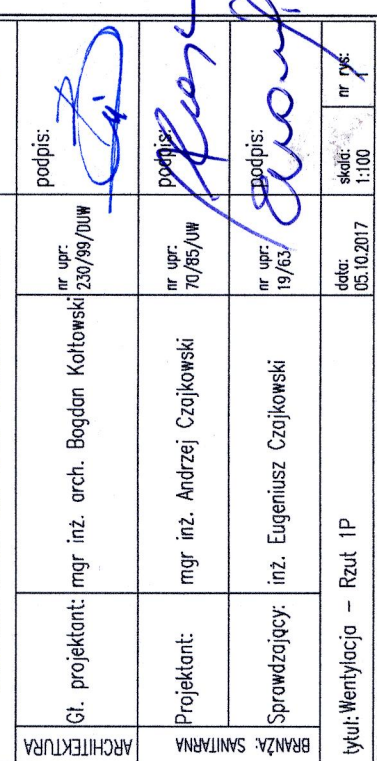 ARCHITEKTURA
Gł. projektant:
mgr inż. arch. Bogdan Kołtowski
nr upr:
230/99/DUW
podpis:
BRANŻA: SANITARNA
Projektant:
mgr inż. Andrzej Czajkowski
nr upr:
70/85/UW
podpis:
Sprawdzający:
inż. Eugeniusz Czajkowski
nr upr:
19/63
podpis:
tytuł: Wentylacja – Rzut 1P
data:
05.10.2017
skala:
1:100
nr rys:
1